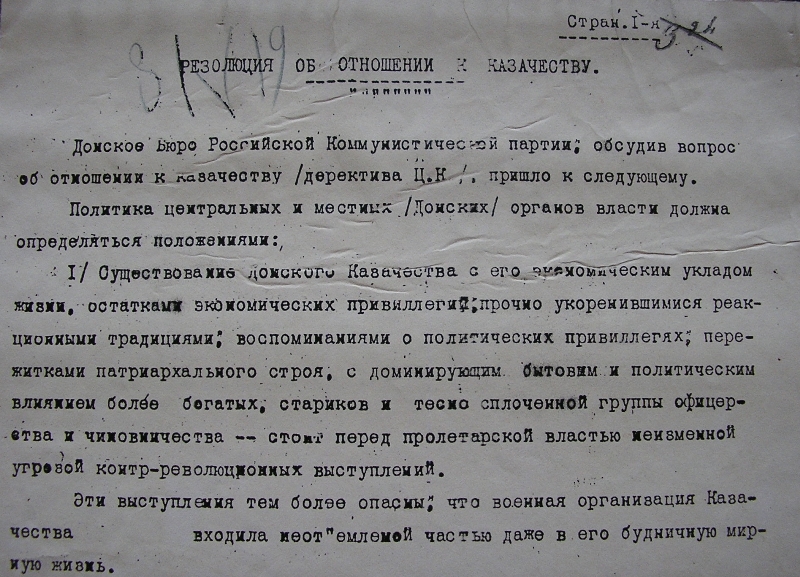 Стран. I-я
РЕЗОЛЮЦИЯ ОБ ОТНОШЕНИИ К КАЗАЧЕСТВУ.
Донское Бюро Российской Коммунистической партии; обсудив вопрос
об отношении к казачеству /директива Ц.К /, пришло к следующему.
Политика центральных и местных /Донских/ органов власти должна
определяться положениями:
I/ Существование донского Казачества с его экономическим укладом
жизни, остатками экономических привиллегий; прочно укоренившимися реак-
ционными традициями; воспоминаниями о политических привиллегях; пере-
житками патриархального строя, с доминирующим бытовим и политическим
влиянием более богатых, стариков и тесно сплоченной группы офицер-
ства и чиновничества -- стоит перед пролетарской властью неизменной
угрозой контр-революционных выступлений.
Эти выступления тем более опасны; что военная организация Каза-
чества входила неот"емлемой частью даже в его будничную мир-
ную жизнь.